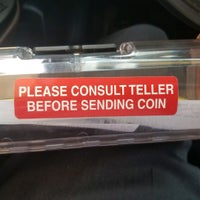 PLEASE CONSULT TELLER
BEFORE SENDING COIN